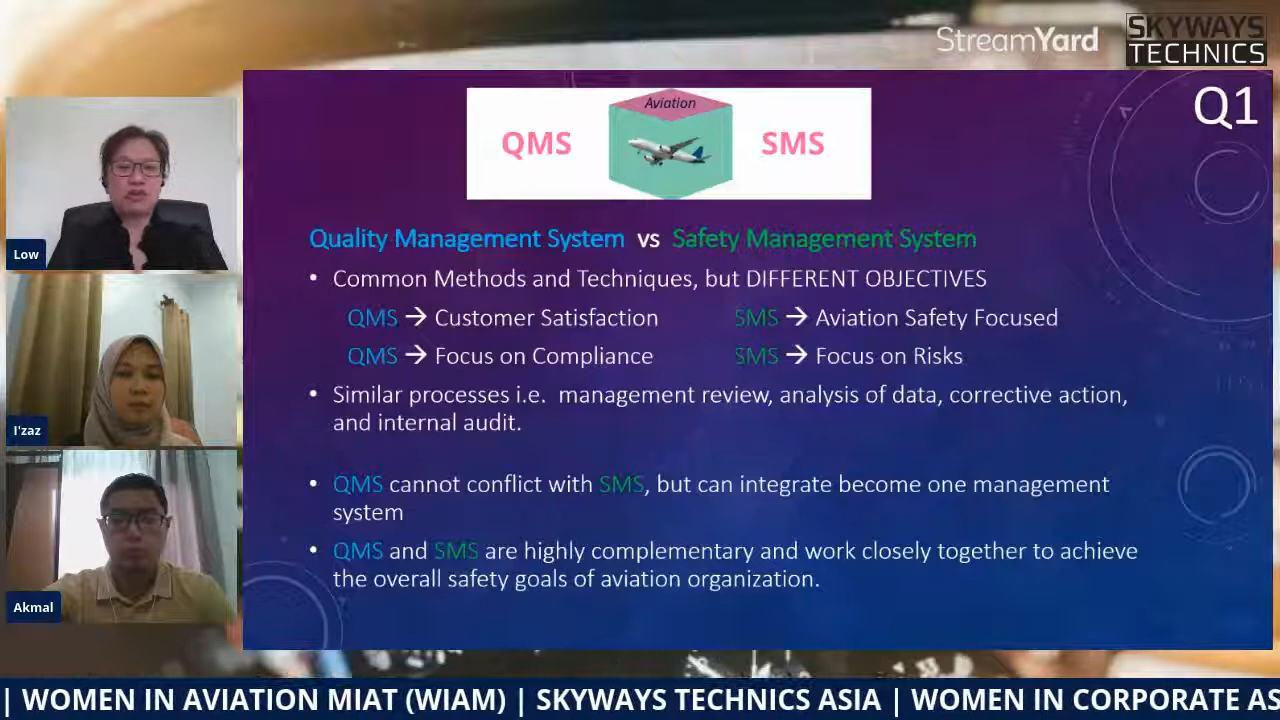 StreamYard
SKYWAYS
TECHNICS
Q1
Aviation
QMS
SMS
Quality Management System vs Safety Management System
• Common Methods and Techniques, but DIFFERENT OBJECTIVES
QMS → Customer Satisfaction SMS → Aviation Safety Focused
QMS → Focus on Compliance SMS → Focus on Risks
• Similar processes i.e. management review, analysis of data, corrective action,
and internal audit.
• QMS cannot conflict with SMS, but can integrate become one management
system
• QMS and SMS are highly complementary and work closely together to achieve
the overall safety goals of aviation organization.
Low
I'zaz
Akmal
| WOMEN IN AVIATION MIAT (WIAM) | SKYWAYS TECHNICS ASIA | WOMEN IN CORPORATE AS